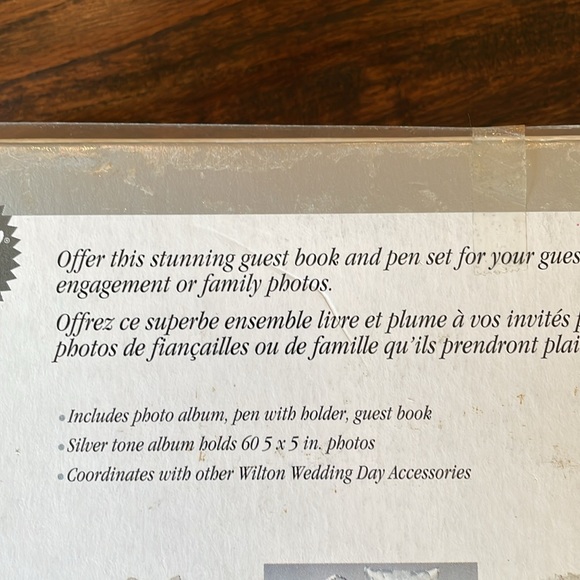 ®
Offer this stunning guest book and pen set for your
engagement or family photos.
Offrez ce superbe ensemble livre et plume à vos invités
photos de fiançailles ou de famille qu'ils prendront
• Includes photo album, pen with holder, guest book
• Silver tone album holds 60 5 x 5 in. photos
• Coordinates with other Wilton Wedding Day Accessories